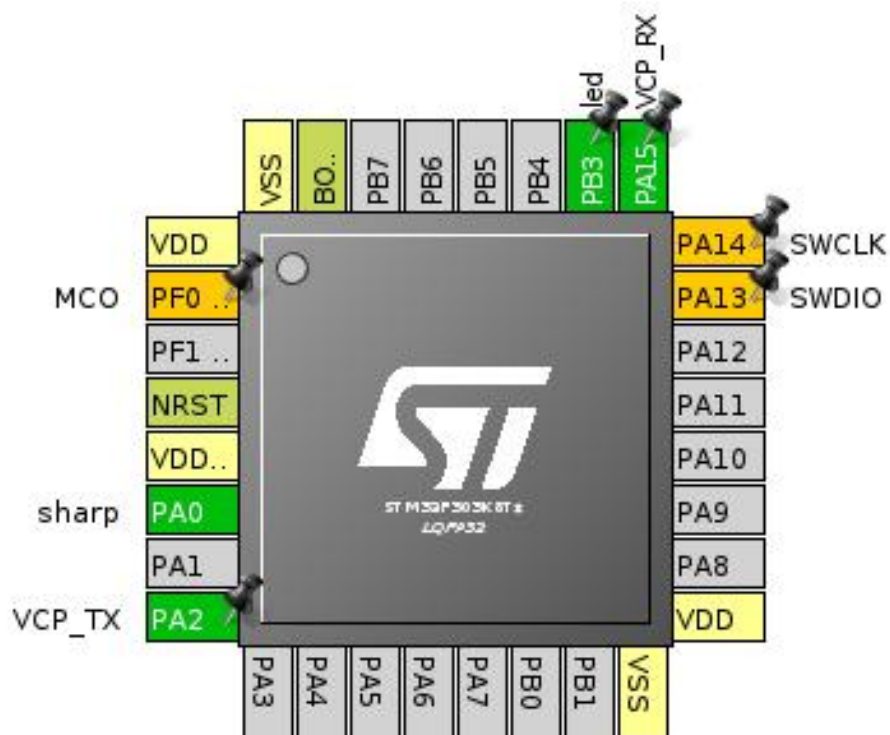 led
VCP_RX
VSS
BO..
PB7
PB6
PB5
PB4
PB3
PA15
VDD
MCO
PF0 ..
PF1 ..
NRST
VDD..
sharp
PA0
PA1
VCP_TX
PA2
PA14
SWCLK
PA13
SWDIO
PA12
PA11
PA10
PA9
PA8
VDD
STM32F303K8Tx
LQFP32
PA3
PA4
PA5
PA6
PA7
PB0
PB1
VSS